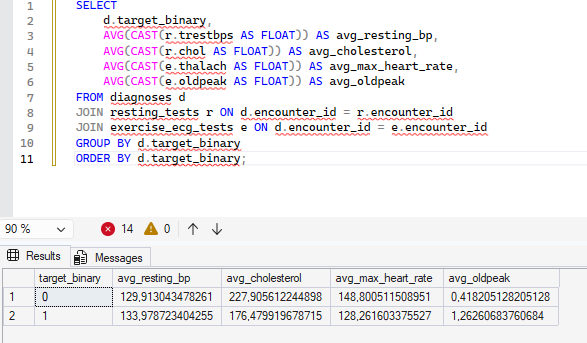 1 SELECT
2 d.target_binary,
3 AVG(CAST(r.trestbps AS FLOAT)) AS avg_resting_bp,
4 AVG(CAST(r.chol AS FLOAT)) AS avg_cholesterol,
5 AVG(CAST(e.thalach AS FLOAT)) AS avg_max_heart_rate,
6 AVG(CAST(e.oldpeak AS FLOAT)) AS avg_oldpeak
7 FROM diagnoses d
8 JOIN resting_tests r ON d.encounter_id = r.encounter_id
9 JOIN exercise_ecg_tests e ON d.encounter_id = e.encounter_id
10 GROUP BY d.target_binary
11 ORDER BY d.target_binary;
90 % 14 0
Results Messages
target_binary avg_resting_bp avg_cholesterol avg_max_heart_rate avg_oldpeak
1 0 129,913043478261 227,905612244898 148,800511508951 0,418205128205128
2 1 133,978723404255 176,479919678715 128,261603375527 1,26260683760684